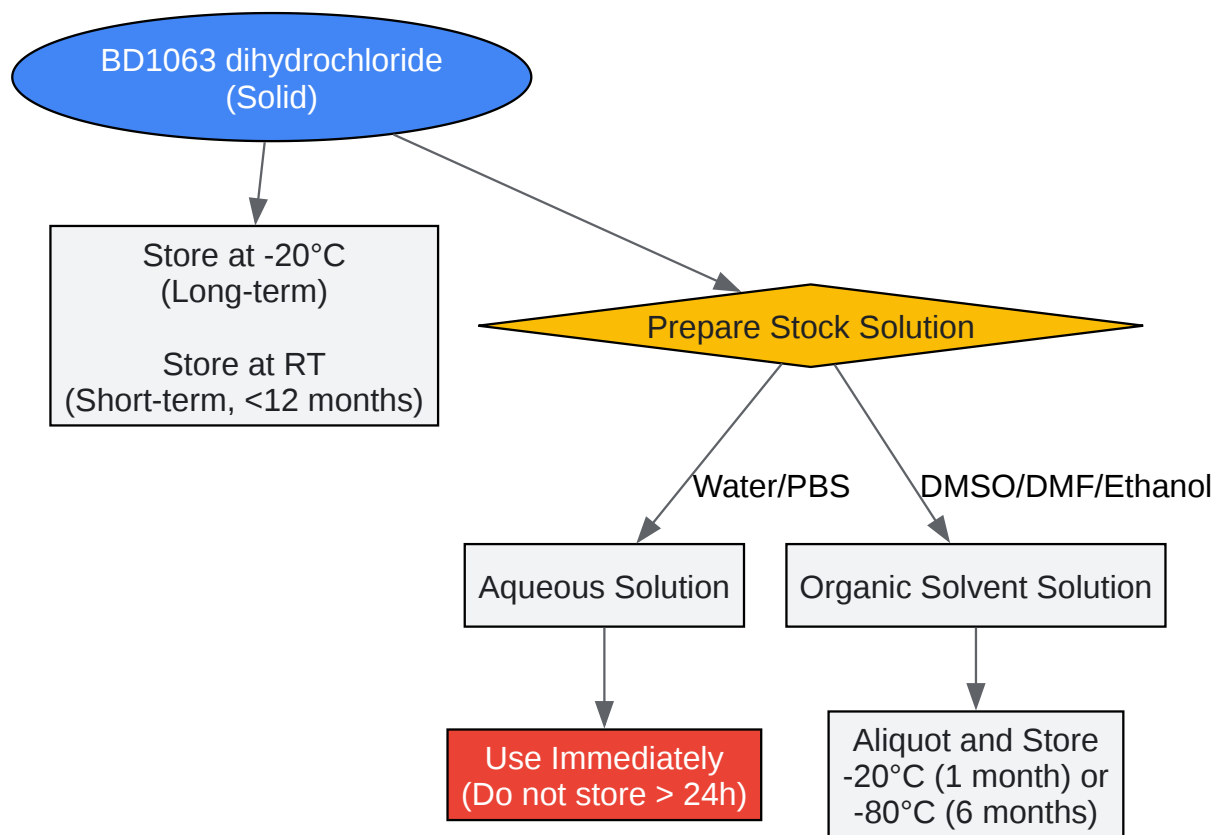 BD1063 dihydrochloride
(Solid)
Store at -20°C
(Long-term)
Store at RT
(Short-term, <12 months)
Prepare Stock Solution
Water/PBS
DMSO/DMF/Ethanol
Aqueous Solution
Organic Solvent Solution
Use Immediately
(Do not store > 24h)
Aliquot and Store
-20°C (1 month) or
-80°C (6 months)